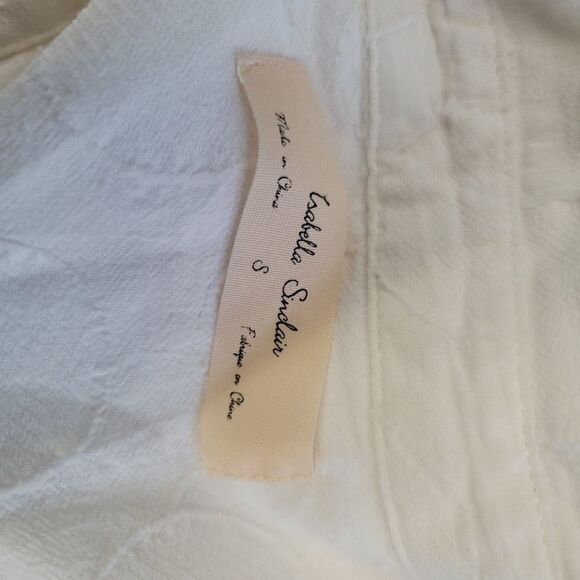 Isabella Sinclair
S
Made in China
Fabriqué en Chine